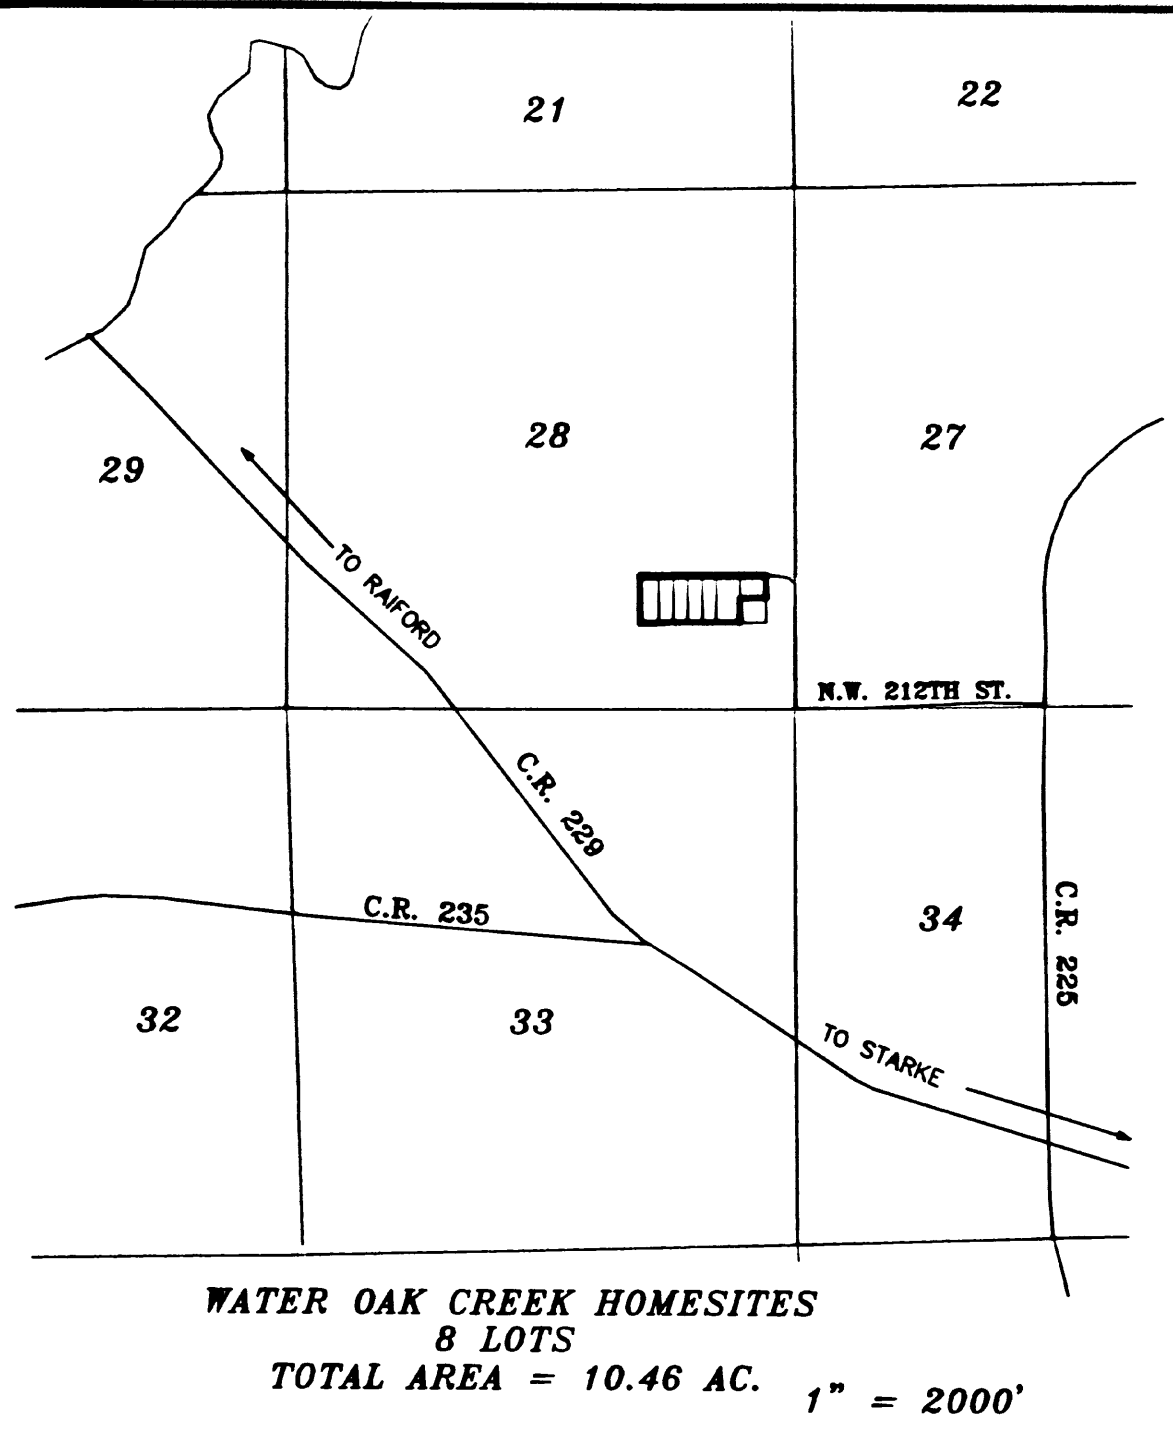 21
22
28
27
29
TO RAIFORD
N.W. 212TH ST.
C.R. 229
C.R. 235
34
C.R. 225
32
33
TO STARKE
WATER OAK CREEK HOMESITES
8 LOTS
TOTAL AREA = 10.46 AC.
1" = 2000'